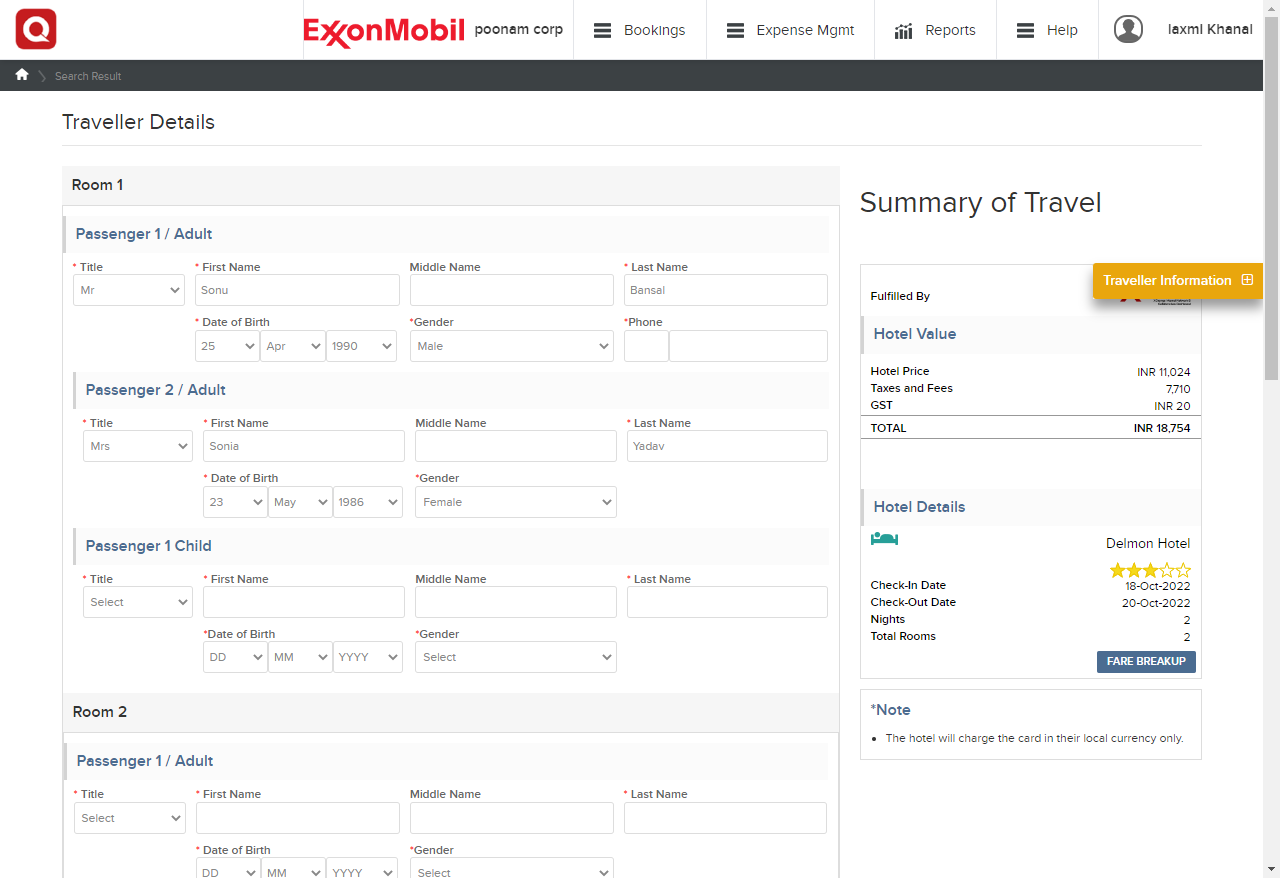 ExxonMobil poonam corp Bookings Expense Mgmt Reports Help laxmi Khanal
Search Result
Traveller Details
Room 1
Passenger 1 / Adult
* Title * First Name Middle Name * Last Name
Mr Sonu Bansal
* Date of Birth *Gender *Phone
25 Apr 1990 Male
Passenger 2 / Adult
* Title * First Name Middle Name * Last Name
Mrs Sonia Yadav
* Date of Birth *Gender
23 May 1986 Female
Passenger 1 Child
* Title * First Name Middle Name * Last Name
Select
*Date of Birth *Gender
DD MM YYYY Select
Room 2
Passenger 1 / Adult
* Title * First Name Middle Name * Last Name
Select
* Date of Birth *Gender
DD MM YYYY Select
Summary of Travel
Traveller Information
Fulfilled By
Hotel Value
Hotel Price INR 11,024
Taxes and Fees 7,710
GST INR 20
TOTAL INR 18,754
Hotel Details
Delmon Hotel
Check-In Date 18-Oct-2022
Check-Out Date 20-Oct-2022
Nights 2
Total Rooms 2
FARE BREAKUP
*Note
• The hotel will charge the card in their local currency only.